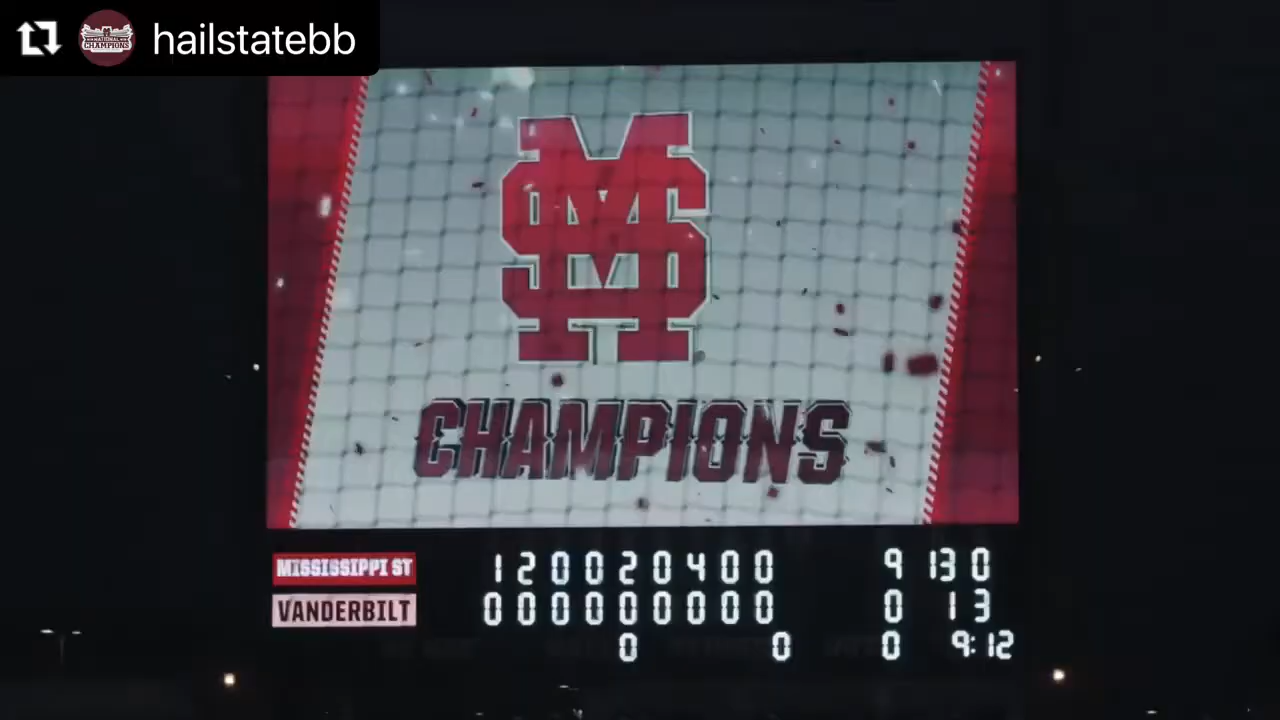 hailstatebb
NATIONAL
CHAMPIONS
MS
CHAMPIONS
MISSISSIPPI ST 1 2 0 0 2 0 4 0 0 9 13 0
VANDERBILT 0 0 0 0 0 0 0 0 0 0 1 3
0 0 0 9:12